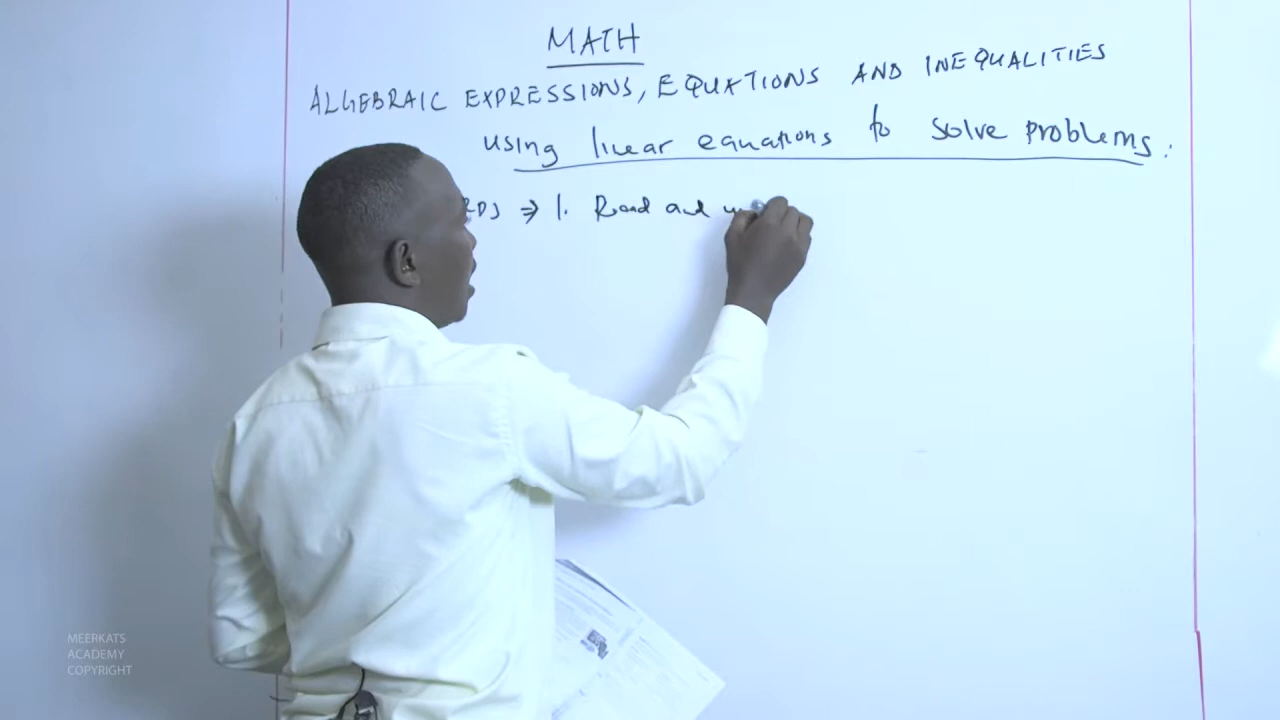 MATH
ALGEBRAIC EXPRESSIONS, EQUATIONS AND INEQUALITIES
using linear equations to solve problems.
⇒ 1. Read and
MEERKATS
ACADEMY
COPYRIGHT